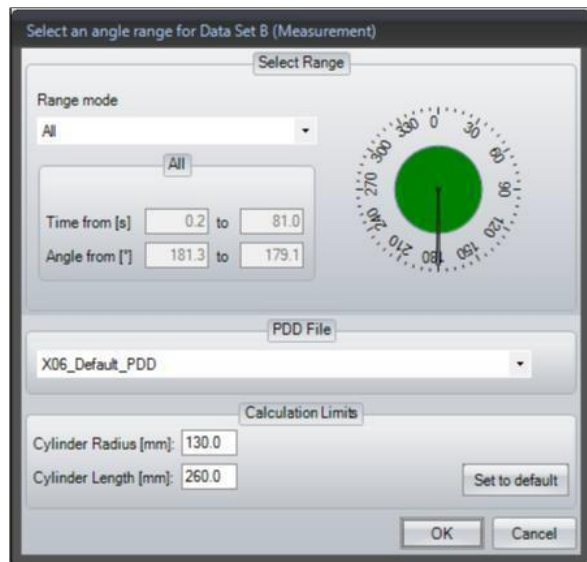 Select an angle range for Data Set B (Measurement)
Select Range
Range mode
All
All
Time from [s] 0.2 to 81.0
Angle from [°] 181.3 to 179.1
0 30 60 90 120 150 180 210 240 270 300 330
PDD File
X06_Default_PDD
Calculation Limits
Cylinder Radius [mm]: 130.0
Cylinder Length [mm]: 260.0
Set to default
OK Cancel